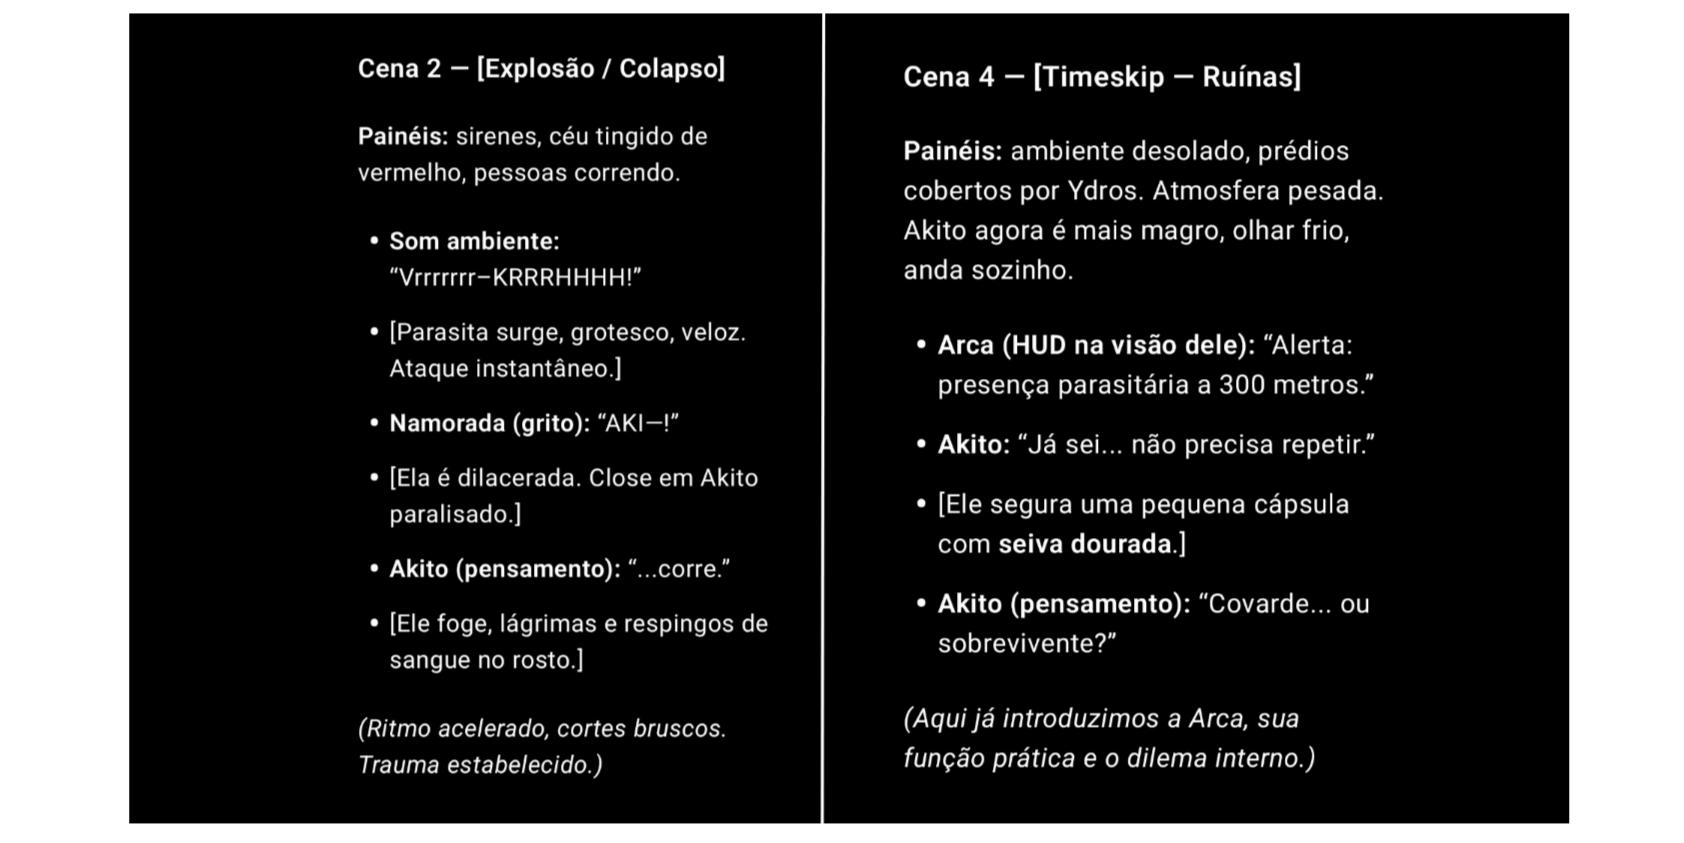 Cena 2 — [Explosão / Colapso]
Painéis: sirenes, céu tingido de
vermelho, pessoas correndo.
• Som ambiente:
“Vrrrrrrr–KRRRHHHH!”
• [Parasita surge, grotesco, veloz.
Ataque instantâneo.]
• Namorada (grito): “AKI—!”
• [Ela é dilacerada. Close em Akito
paralisado.]
• Akito (pensamento): “...corre.”
• [Ele foge, lágrimas e respingos de
sangue no rosto.]
(Ritmo acelerado, cortes bruscos.
Trauma estabelecido.)
Cena 4 — [Timeskip — Ruínas]
Painéis: ambiente desolado, prédios
cobertos por Ydros. Atmosfera pesada.
Akito agora é mais magro, olhar frio,
anda sozinho.
• Arca (HUD na visão dele): “Alerta:
presença parasitária a 300 metros.”
• Akito: “Já sei... não precisa repetir.”
• [Ele segura uma pequena cápsula
com seiva dourada.]
• Akito (pensamento): “Covarde... ou
sobrevivente?”
(Aqui já introduzimos a Arca, sua
função prática e o dilema interno.)